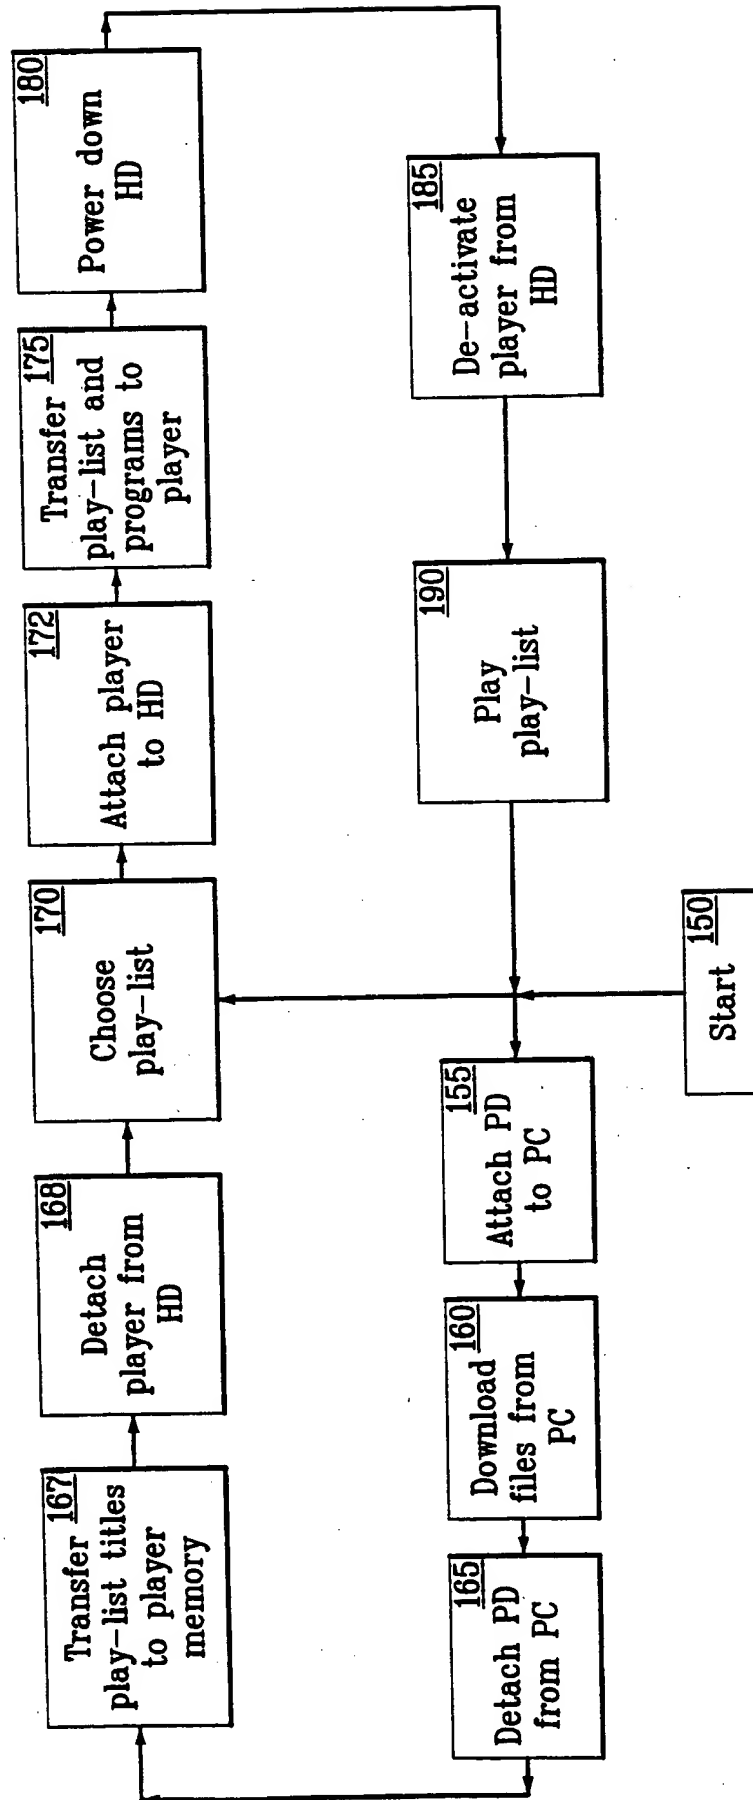 150
Start
155
Attach PD
to PC
160
Download
files from
PC
165
Detach PD
from PC
167
Transfer
play-list titles
to player
memory
168
Detach
player from
HD
170
Choose
play-list
172
Attach player
to HD
175
Transfer
play-list and
programs to
player
180
Power down
HD
185
De-activate
player from
HD
190
Play
play-list